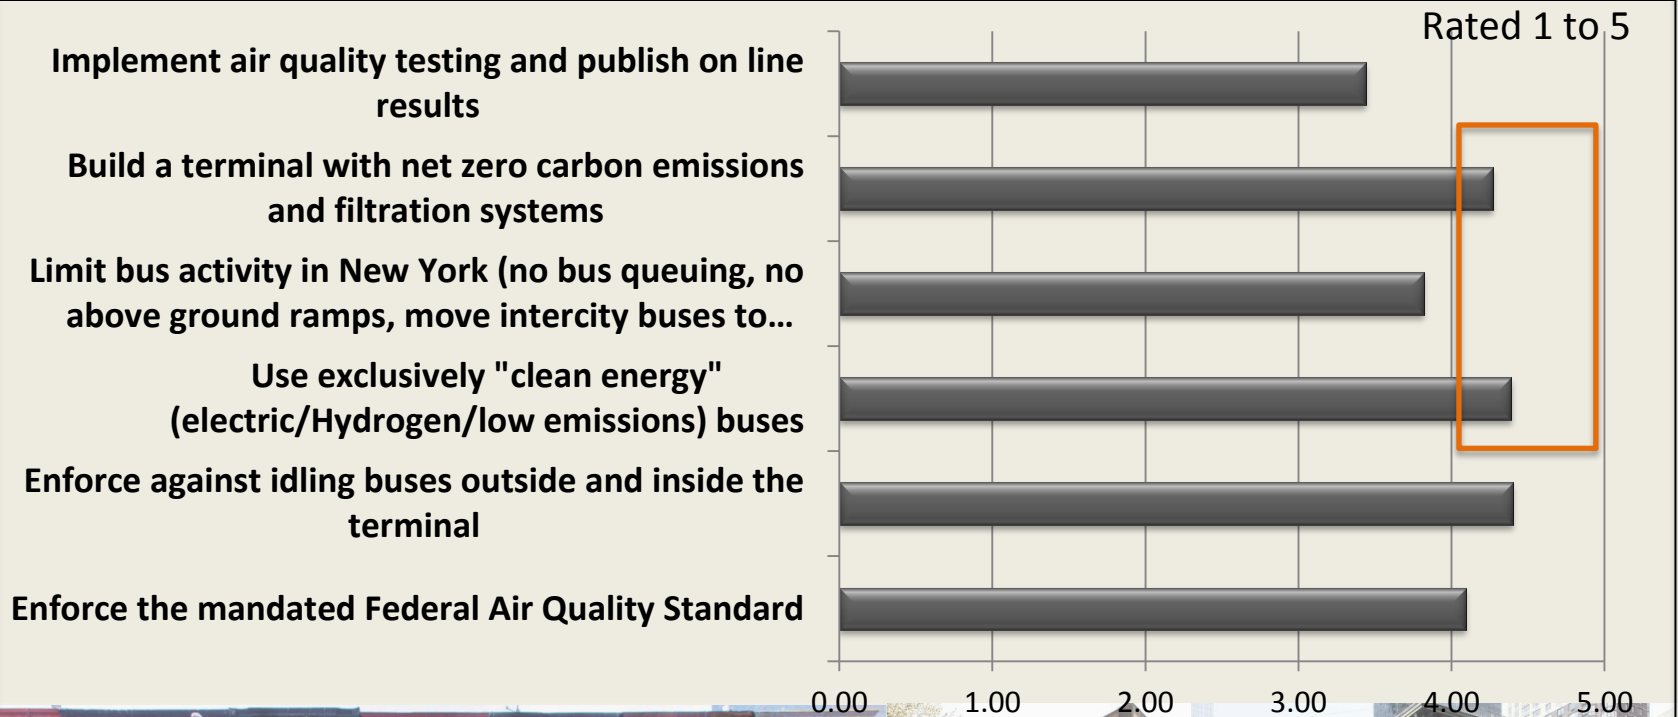 Rated 1 to 5
Implement air quality testing and publish on line
results
Build a terminal with net zero carbon emissions
and filtration systems
Limit bus activity in New York (no bus queuing, no
above ground ramps, move intercity buses to…
Use exclusively "clean energy"
(electric/Hydrogen/low emissions) buses
Enforce against idling buses outside and inside the
terminal
Enforce the mandated Federal Air Quality Standard
0.00 1.00 2.00 3.00 4.00 5.00